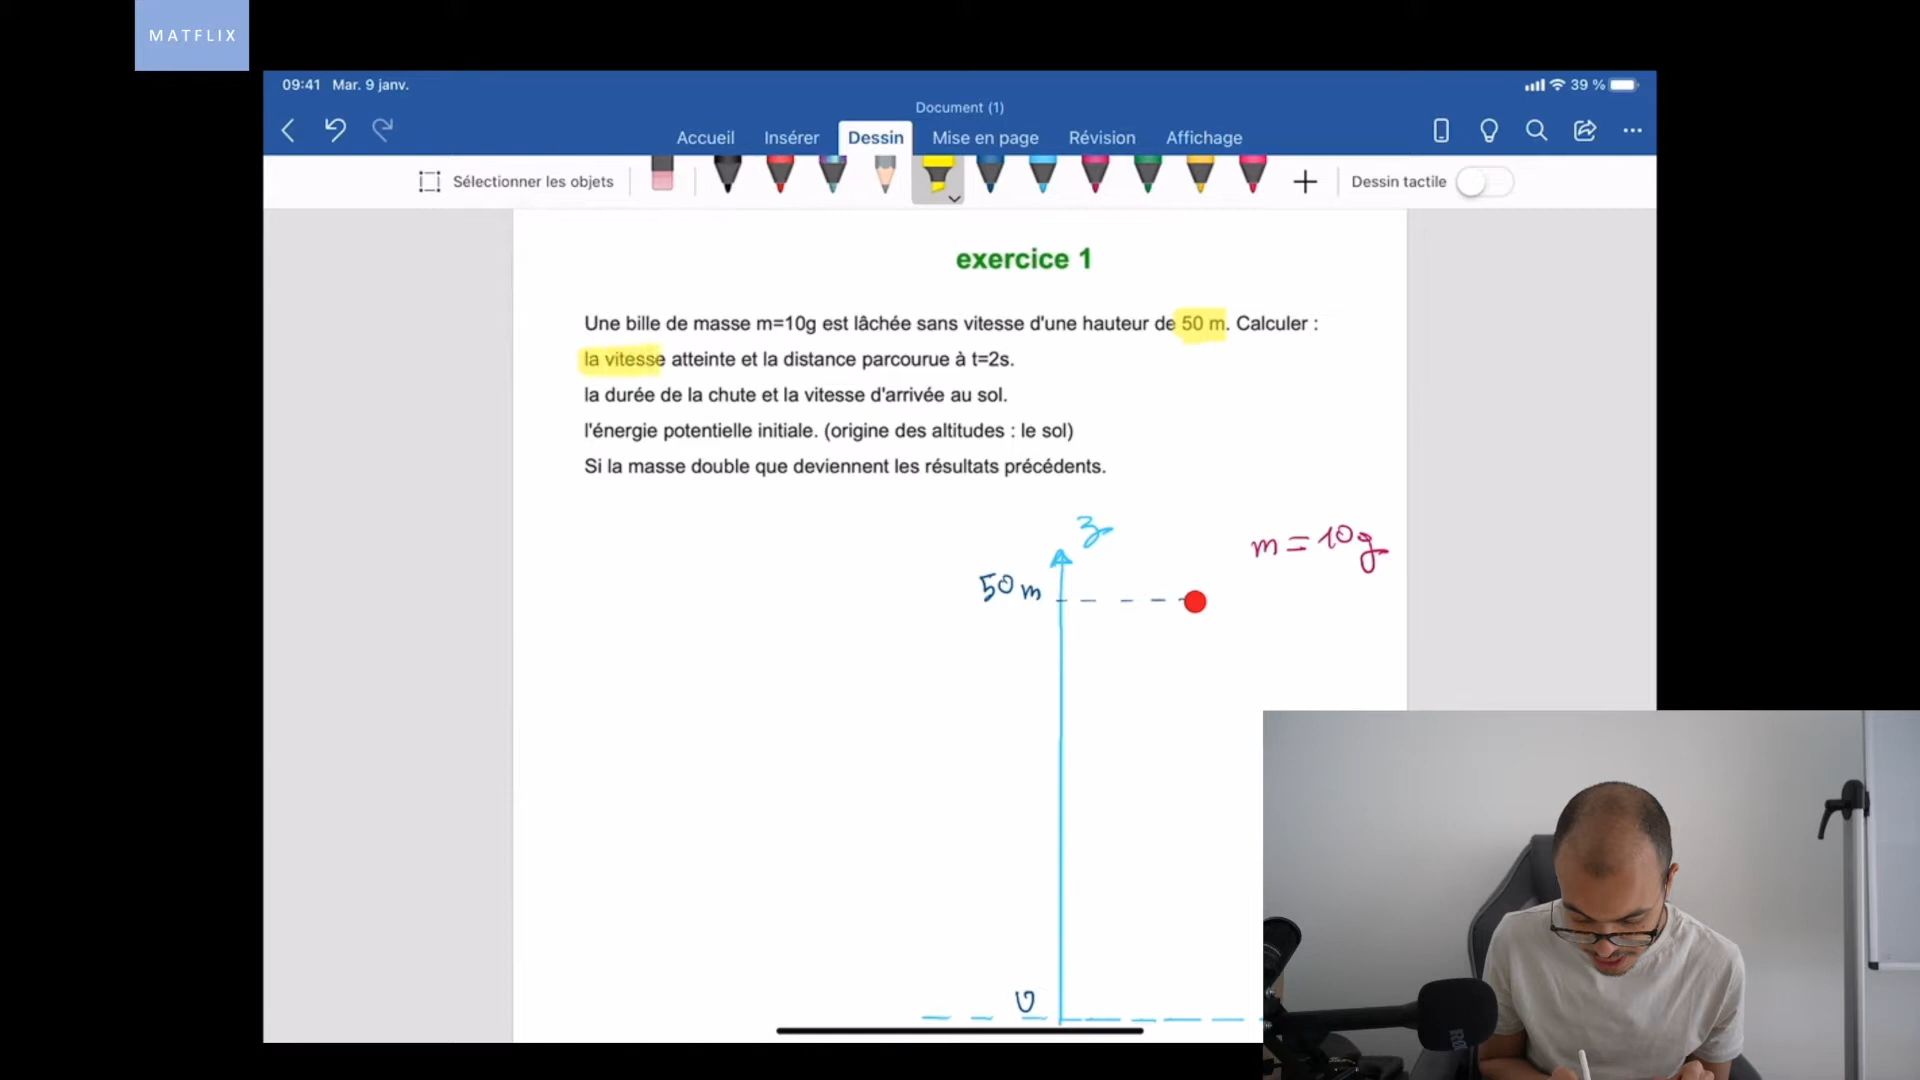 MATFLIX
09:41 Mar. 9 janv.
39 %
Document (1)
Accueil Insérer Dessin Mise en page Révision Affichage
Sélectionner les objets
Dessin tactile
exercice 1
Une bille de masse m=10g est lâchée sans vitesse d'une hauteur de 50 m. Calculer :
la vitesse atteinte et la distance parcourue à t=2s.
la durée de la chute et la vitesse d'arrivée au sol.
l'énergie potentielle initiale. (origine des altitudes : le sol)
Si la masse double que deviennent les résultats précédents.
z
m = 10g
50 m
0